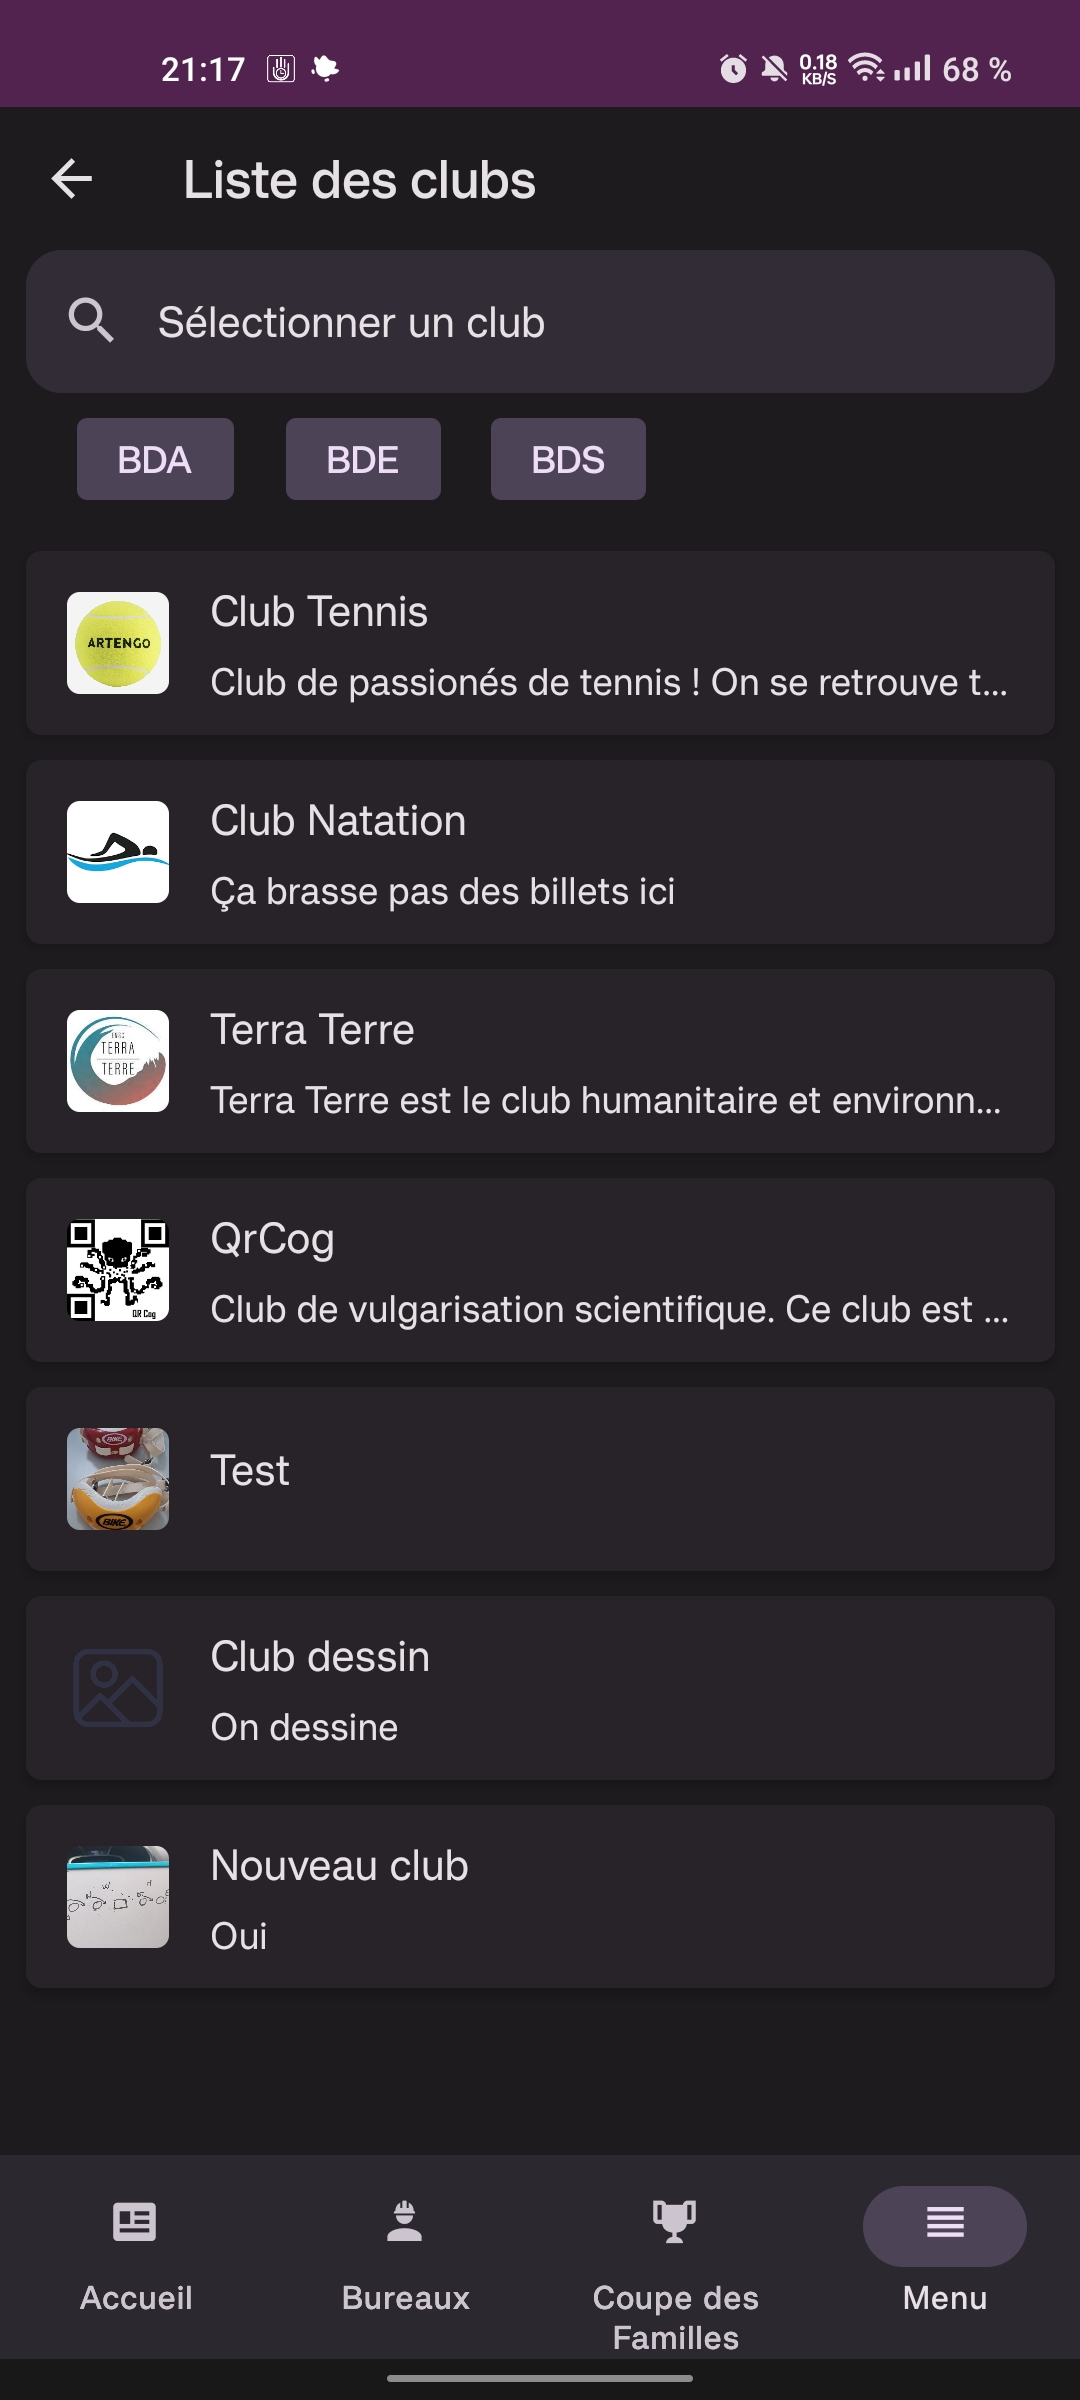 21:17
0.18
KB/S
68 %
Liste des clubs
Sélectionner un club
BDA
BDE
BDS
ARTENGO
Club Tennis
Club de passionés de tennis ! On se retrouve t...
Club Natation
Ça brasse pas des billets ici
TERRA
TERRE
Terra Terre
Terra Terre est le club humanitaire et environn...
QR Cog
QrCog
Club de vulgarisation scientifique. Ce club est ...
BIKE
BIKE
Test
Club dessin
On dessine
Nouveau club
Oui
Accueil
Bureaux
Coupe des
Familles
Menu